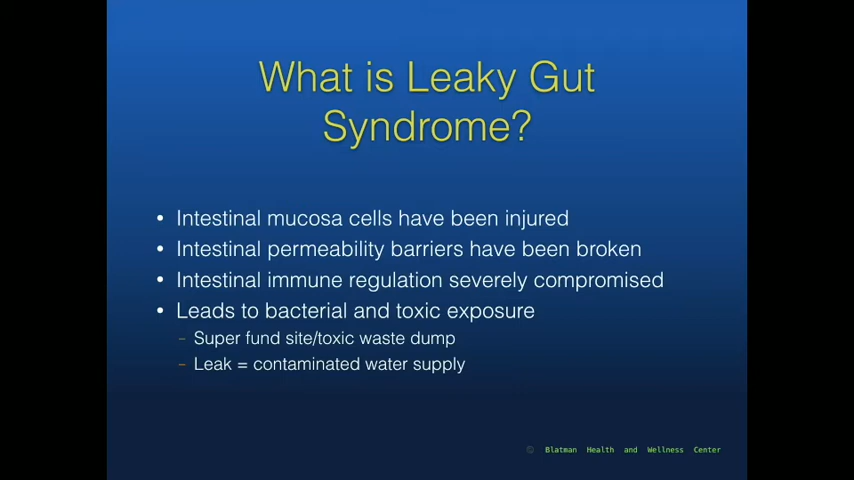 What is Leaky Gut
Syndrome?
• Intestinal mucosa cells have been injured
• Intestinal permeability barriers have been broken
• Intestinal immune regulation severely compromised
• Leads to bacterial and toxic exposure
– Super fund site/toxic waste dump
– Leak = contaminated water supply
Blatman Health and Wellness Center